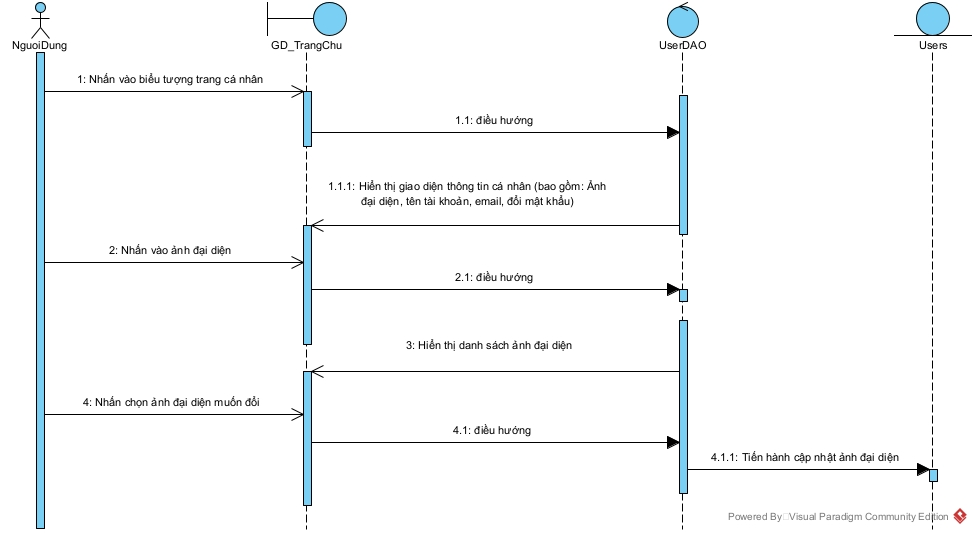 NguoiDung
GD_TrangChu
UserDAO
Users
1: Nhấn vào biểu tượng trang cá nhân
1.1: điều hướng
1.1.1: Hiển thị giao diện thông tin cá nhân (bao gồm: Ảnh
đại diện, tên tài khoản, email, đổi mật khẩu)
2: Nhấn vào ảnh đại diện
2.1: điều hướng
3: Hiển thị danh sách ảnh đại diện
4: Nhấn chọn ảnh đại diện muốn đổi
4.1: điều hướng
4.1.1: Tiến hành cập nhật ảnh đại diện
Powered By Visual Paradigm Community Edition